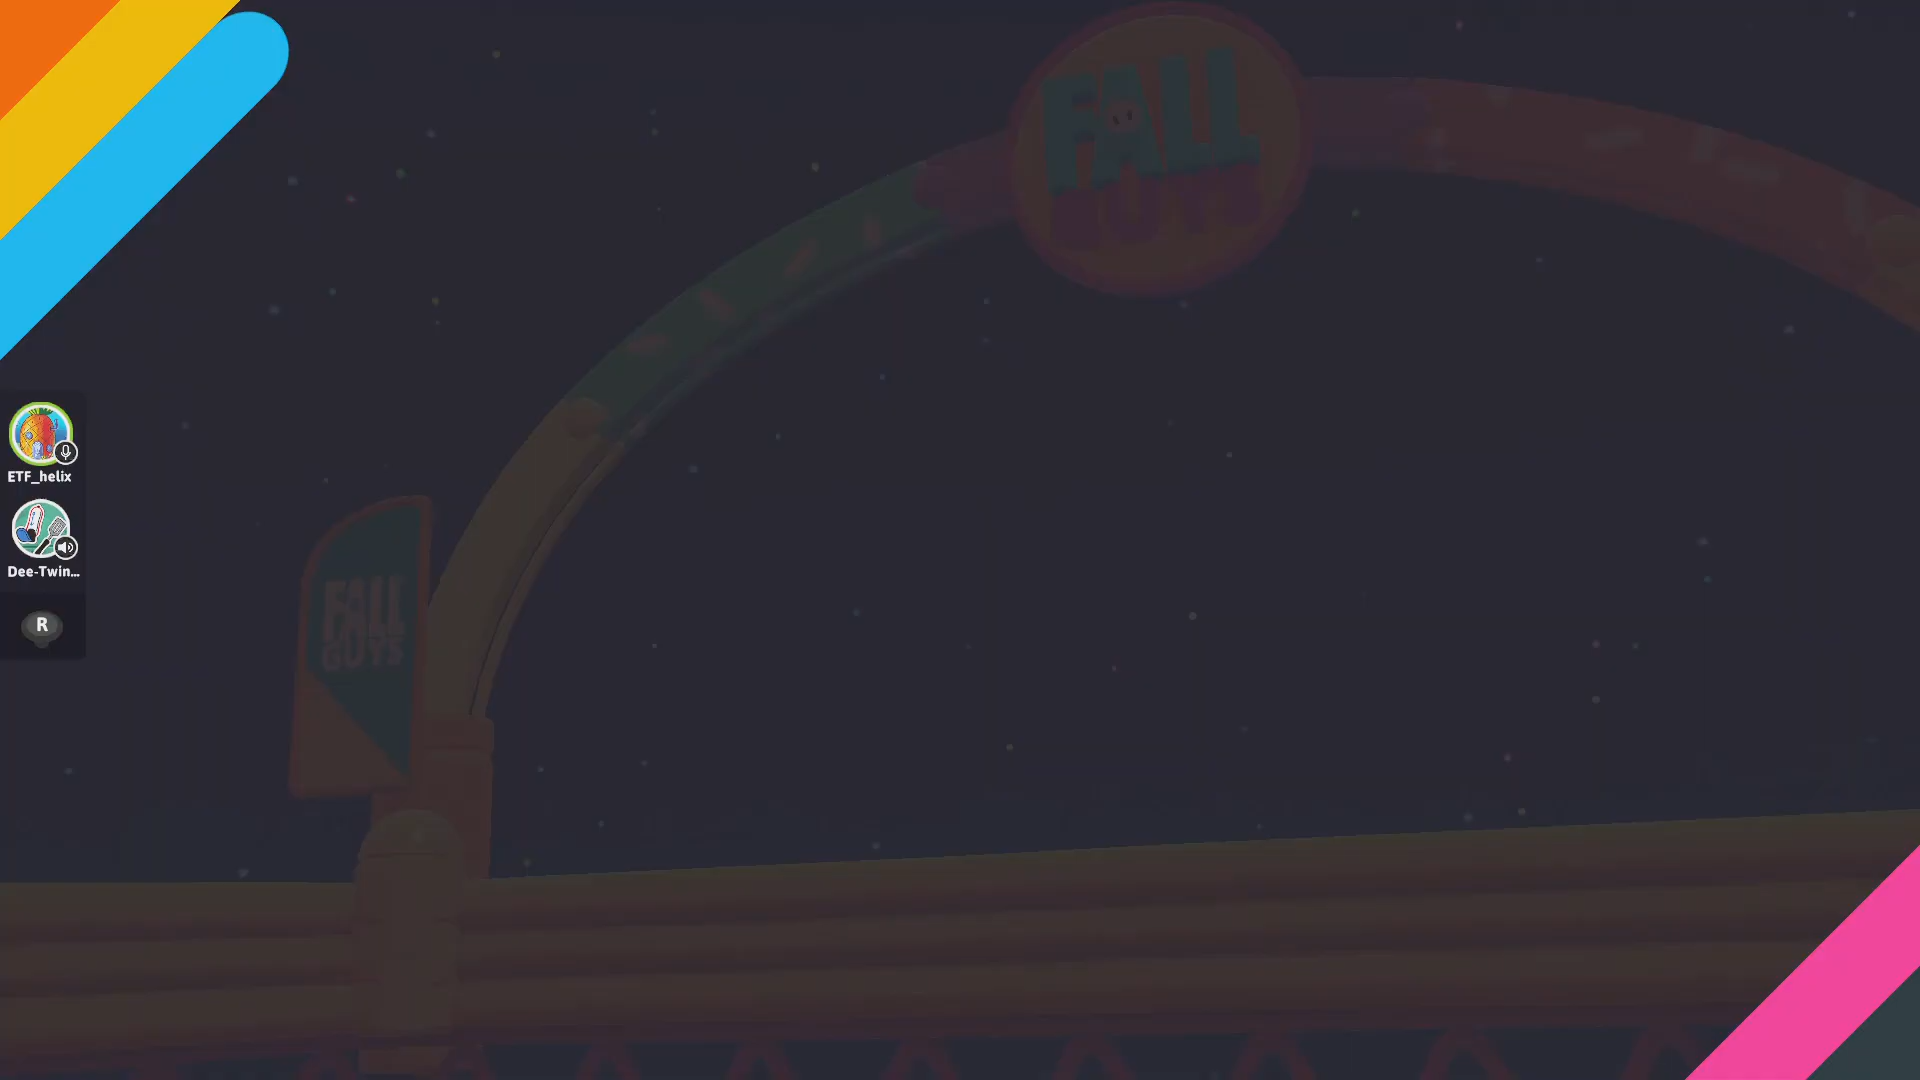 FALL
GUYS
ETF_helix
FALL
GUYS
Dee-Twin...
R